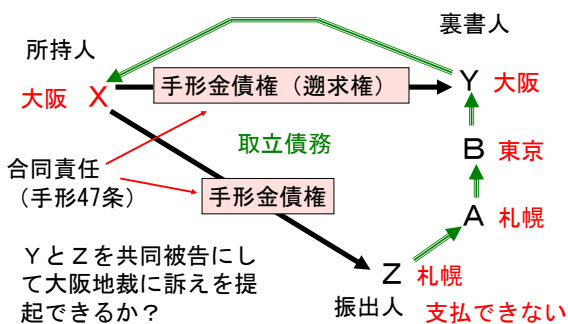 裏書人
所持人
手形金債権（遡求権）
大阪 X
Y 大阪
取立債務
B 東京
合同責任
（手形47条）
手形金債権
A 札幌
YとZを共同被告にし
て大阪地裁に訴えを提
起できるか？
Z 札幌
振出人 支払できない